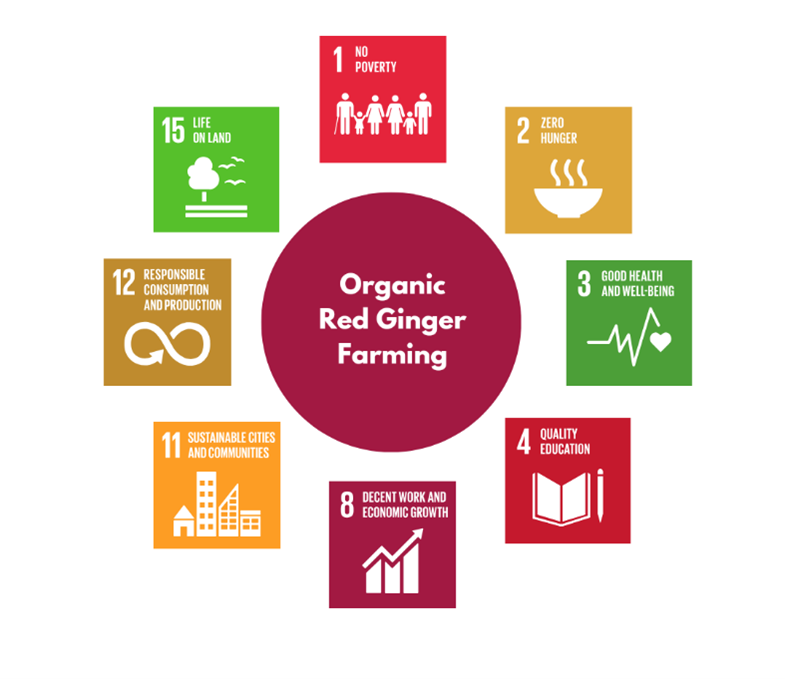 1 NO
POVERTY
2 ZERO
HUNGER
3 GOOD HEALTH
AND WELL-BEING
4 QUALITY
EDUCATION
8 DECENT WORK AND
ECONOMIC GROWTH
11 SUSTAINABLE CITIES
AND COMMUNITIES
12 RESPONSIBLE
CONSUMPTION
AND PRODUCTION
15 LIFE
ON LAND
Organic
Red Ginger
Farming